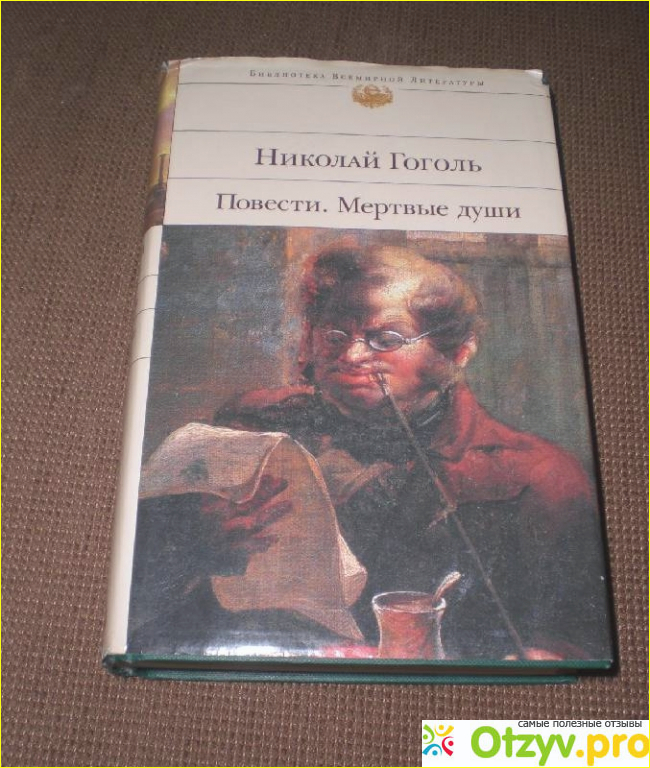 Библиотека Всемирной Литературы
Николай Гоголь
Повести. Мертвые души
самые полезные отзывы
Otzyv.pro